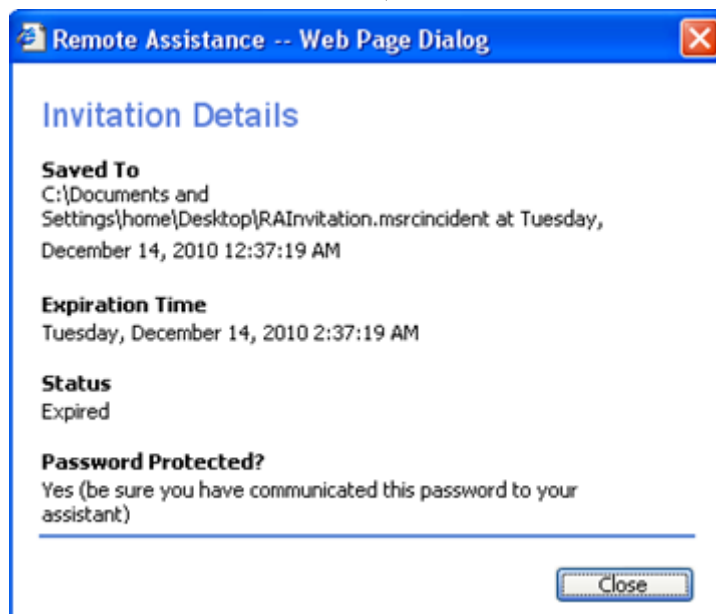 Remote Assistance -- Web Page Dialog
Invitation Details
Saved To
C:\Documents and
Settings\home\Desktop\RAInvitation.msrcincident at Tuesday,
December 14, 2010 12:37:19 AM
Expiration Time
Tuesday, December 14, 2010 2:37:19 AM
Status
Expired
Password Protected?
Yes (be sure you have communicated this password to your
assistant)
Close